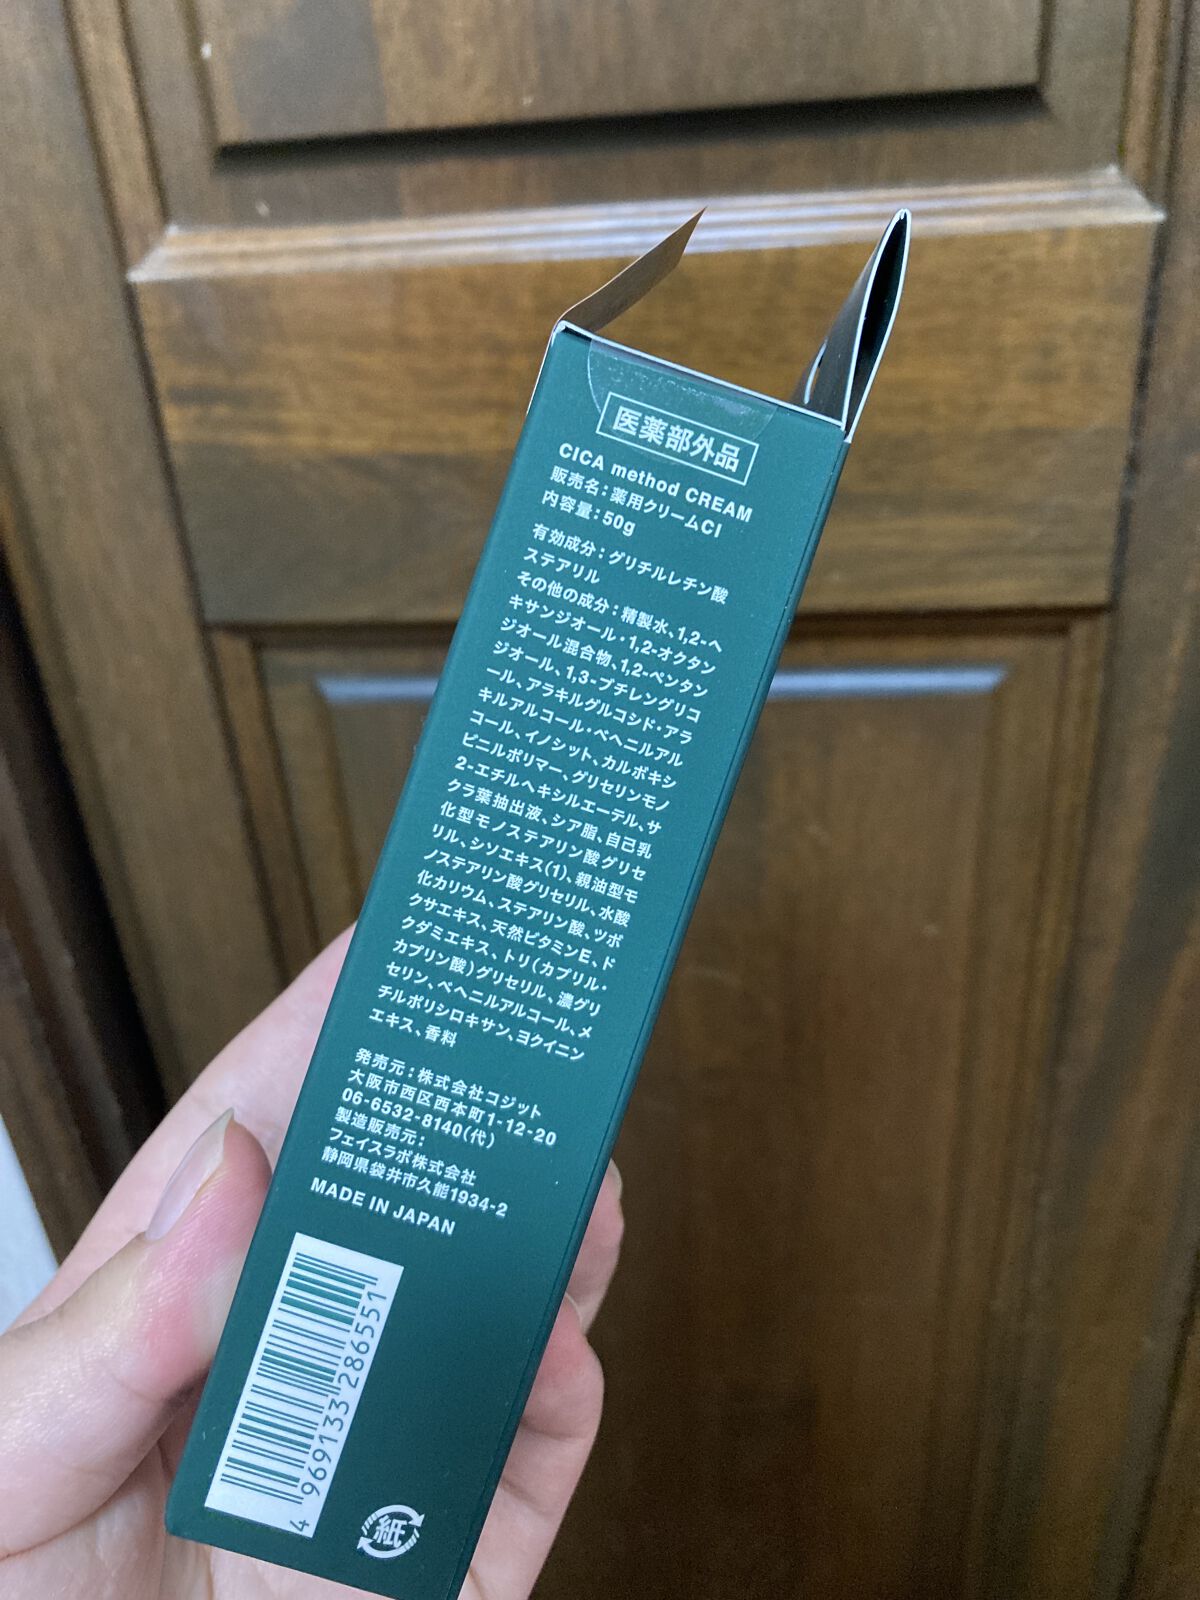 医薬部外品
CICA method CREAM
販売名：薬用クリームCI
内容量：50g
有効成分：グリチルレチン酸
ステアリル
その他の成分：精製水、1,2-ヘ
キサンジオール・1,2-オクタン
ジオール混合物、1,2-ペンタン
ジオール、1,3-ブチレングリコ
ール、アラキルグルコシド・アラ
キルアルコール・ベヘニルアル
コール、イノシット、カルボキシ
ビニルポリマー、グリセリンモノ
2-エチルヘキシルエーテル、サ
クラ葉抽出液、シア脂、自己乳
化型モノステアリン酸グリセ
リル、シソエキス(1)、親油型モ
ノステアリン酸グリセリル、水酸
化カリウム、ステアリン酸、ツボ
クサエキス、天然ビタミンE、ド
クダミエキス、トリ(カプリル・
カプリン酸)グリセリル、濃グリ
セリン、ベヘニルアルコール、メ
チルポリシロキサン、ヨクイニン
エキス、香料
発売元：株式会社コジット
大阪市西区西本町1-12-20
06-6532-8140(代)
製造販売元：
フェイスラボ株式会社
静岡県袋井市久能1934-2
MADE IN JAPAN
4 969133 286551
紙